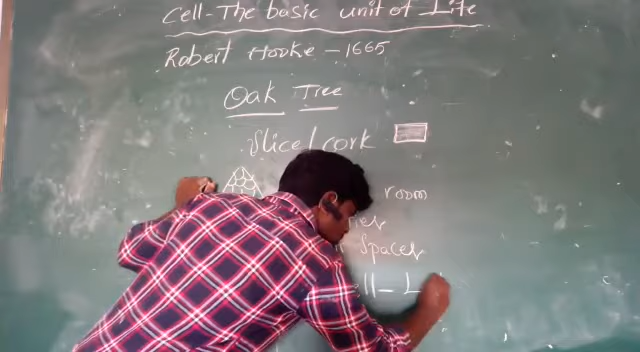 Cell - The basic unit of Life
Robert Hooke - 1665
Oak Tree
Slice/cork
room
Spaces